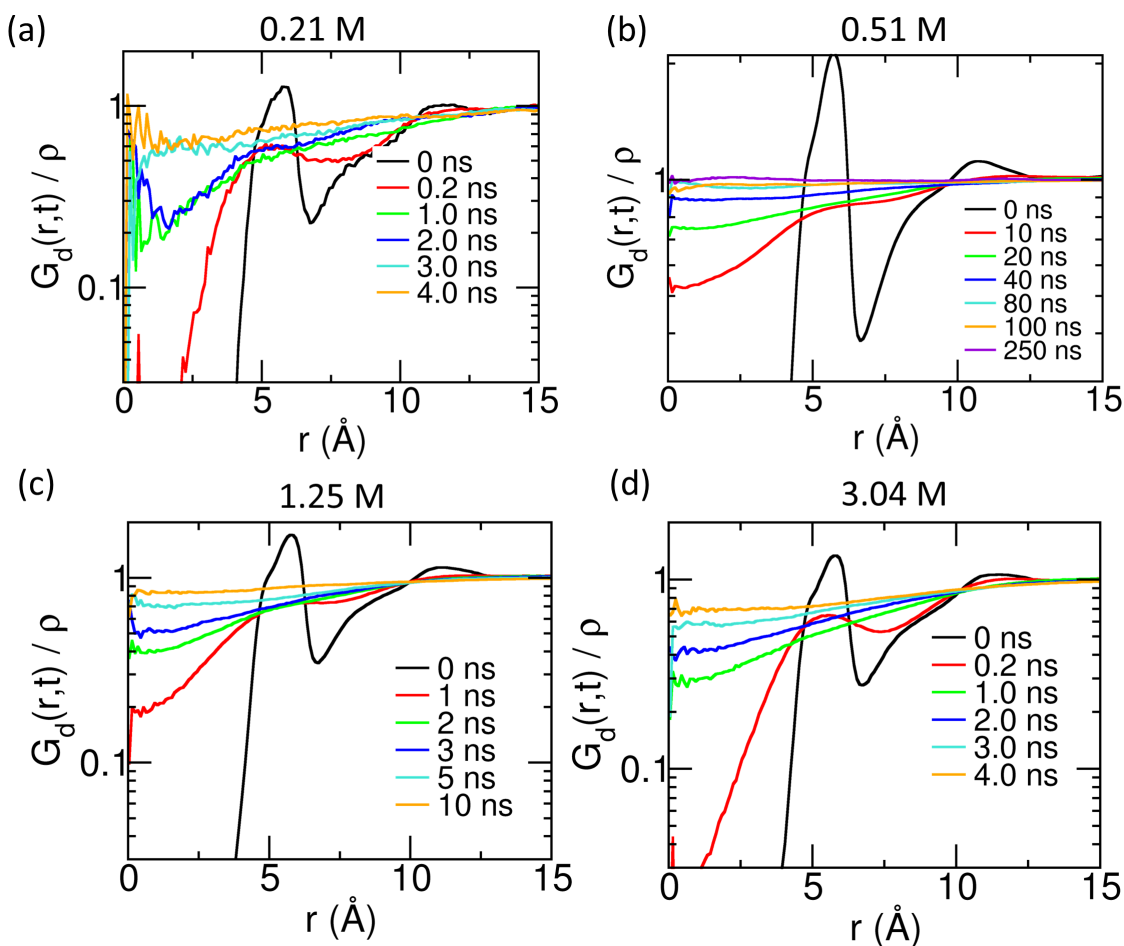 (a)
0.21 M
G_d(r,t) / ρ
1
0.1
0 ns
0.2 ns
1.0 ns
2.0 ns
3.0 ns
4.0 ns
0 5 10 15
r (Å)
(b)
0.51 M
G_d(r,t) / ρ
1
0 ns
10 ns
20 ns
40 ns
80 ns
100 ns
250 ns
0 5 10 15
r (Å)
(c)
1.25 M
G_d(r,t) / ρ
1
0.1
0 ns
1 ns
2 ns
3 ns
5 ns
10 ns
0 5 10 15
r (Å)
(d)
3.04 M
G_d(r,t) / ρ
1
0.1
0 ns
0.2 ns
1.0 ns
2.0 ns
3.0 ns
4.0 ns
0 5 10 15
r (Å)